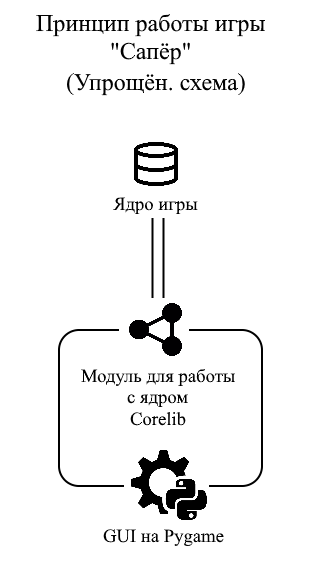 Принцип работы игры
"Сапёр"
(Упрощён. схема)
Ядро игры
Модуль для работы
с ядром
Corelib
GUI на Pygame